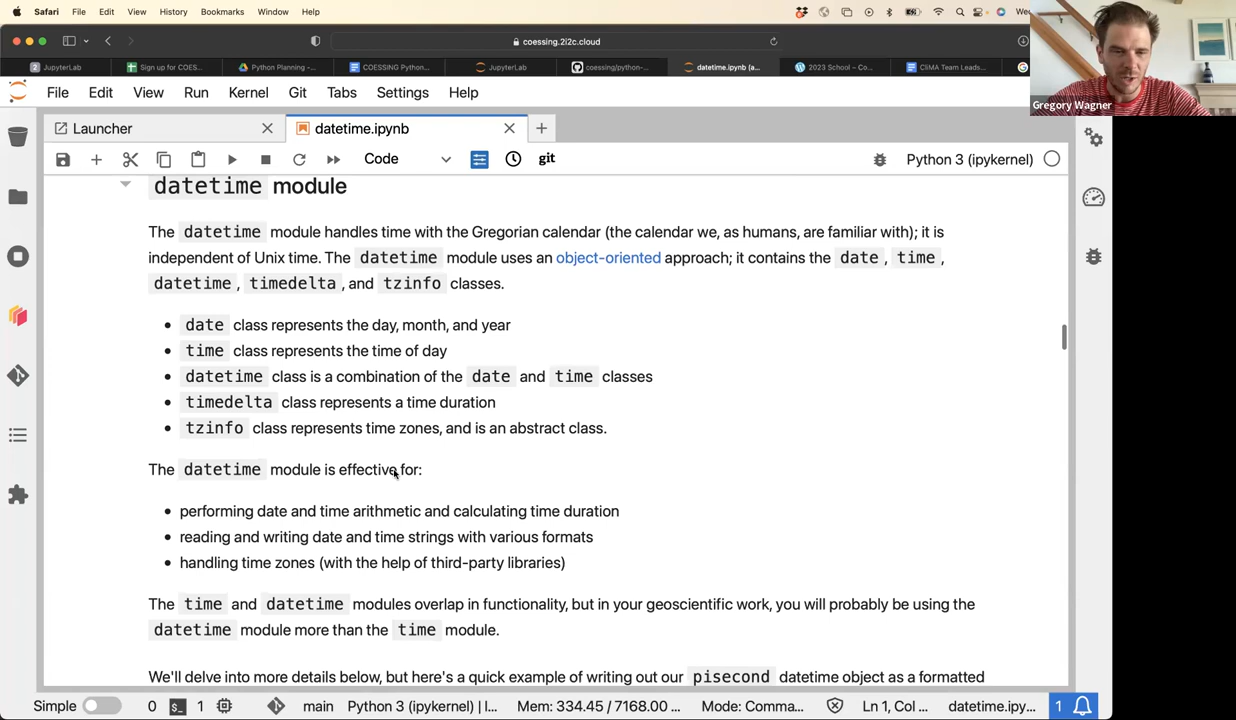 Safari File Edit View History Bookmarks Window Help
coessing.2i2c.cloud
JupyterLab Sign up for COES... Python Planning -... COESSING Python... JupyterLab coessing/python-... datetime.ipynb (a... 2023 School – Co... CliMA Team Leads...
Gregory Wagner
File Edit View Run Kernel Git Tabs Settings Help
Launcher datetime.ipynb
Code git Python 3 (ipykernel)
datetime module
The datetime module handles time with the Gregorian calendar (the calendar we, as humans, are familiar with); it is
independent of Unix time. The datetime module uses an object-oriented approach; it contains the date, time,
datetime, timedelta, and tzinfo classes.
• date class represents the day, month, and year
• time class represents the time of day
• datetime class is a combination of the date and time classes
• timedelta class represents a time duration
• tzinfo class represents time zones, and is an abstract class.
The datetime module is effective for:
• performing date and time arithmetic and calculating time duration
• reading and writing date and time strings with various formats
• handling time zones (with the help of third-party libraries)
The time and datetime modules overlap in functionality, but in your geoscientific work, you will probably be using the
datetime module more than the time module.
We'll delve into more details below, but here's a quick example of writing out our pisecond datetime object as a formatted
Simple 0 1 main Python 3 (ipykernel) | I... Mem: 334.45 / 7168.00 ... Mode: Comma... Ln 1, Col ... datetime.ipy... 1